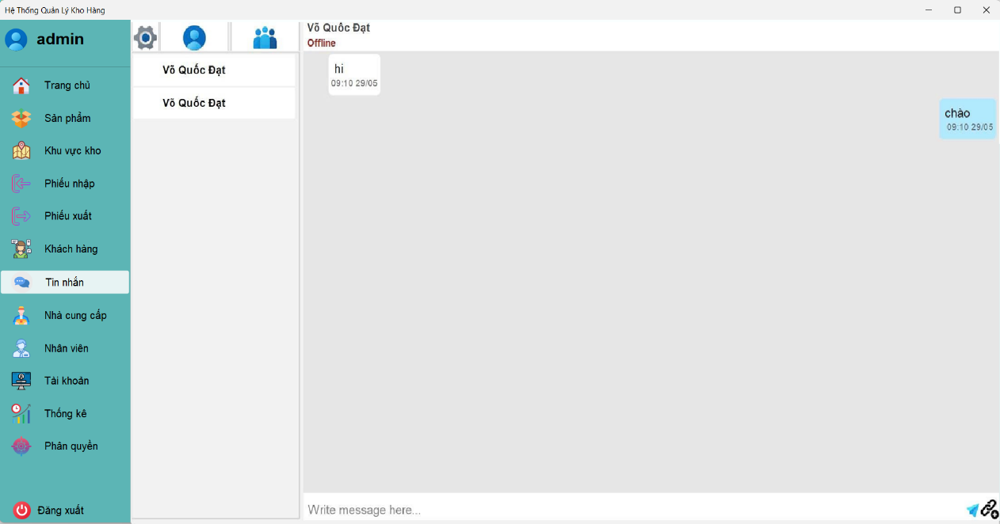 Hệ Thống Quản Lý Kho Hàng
admin
Trang chủ
Sản phẩm
Khu vực kho
Phiếu nhập
Phiếu xuất
Khách hàng
Tin nhắn
Nhà cung cấp
Nhân viên
Tài khoản
Thống kê
Phân quyền
Đăng xuất
Võ Quốc Đạt
Võ Quốc Đạt
Võ Quốc Đạt
Offline
hi
09:10 29/05
chào
09:10 29/05
Write message here...